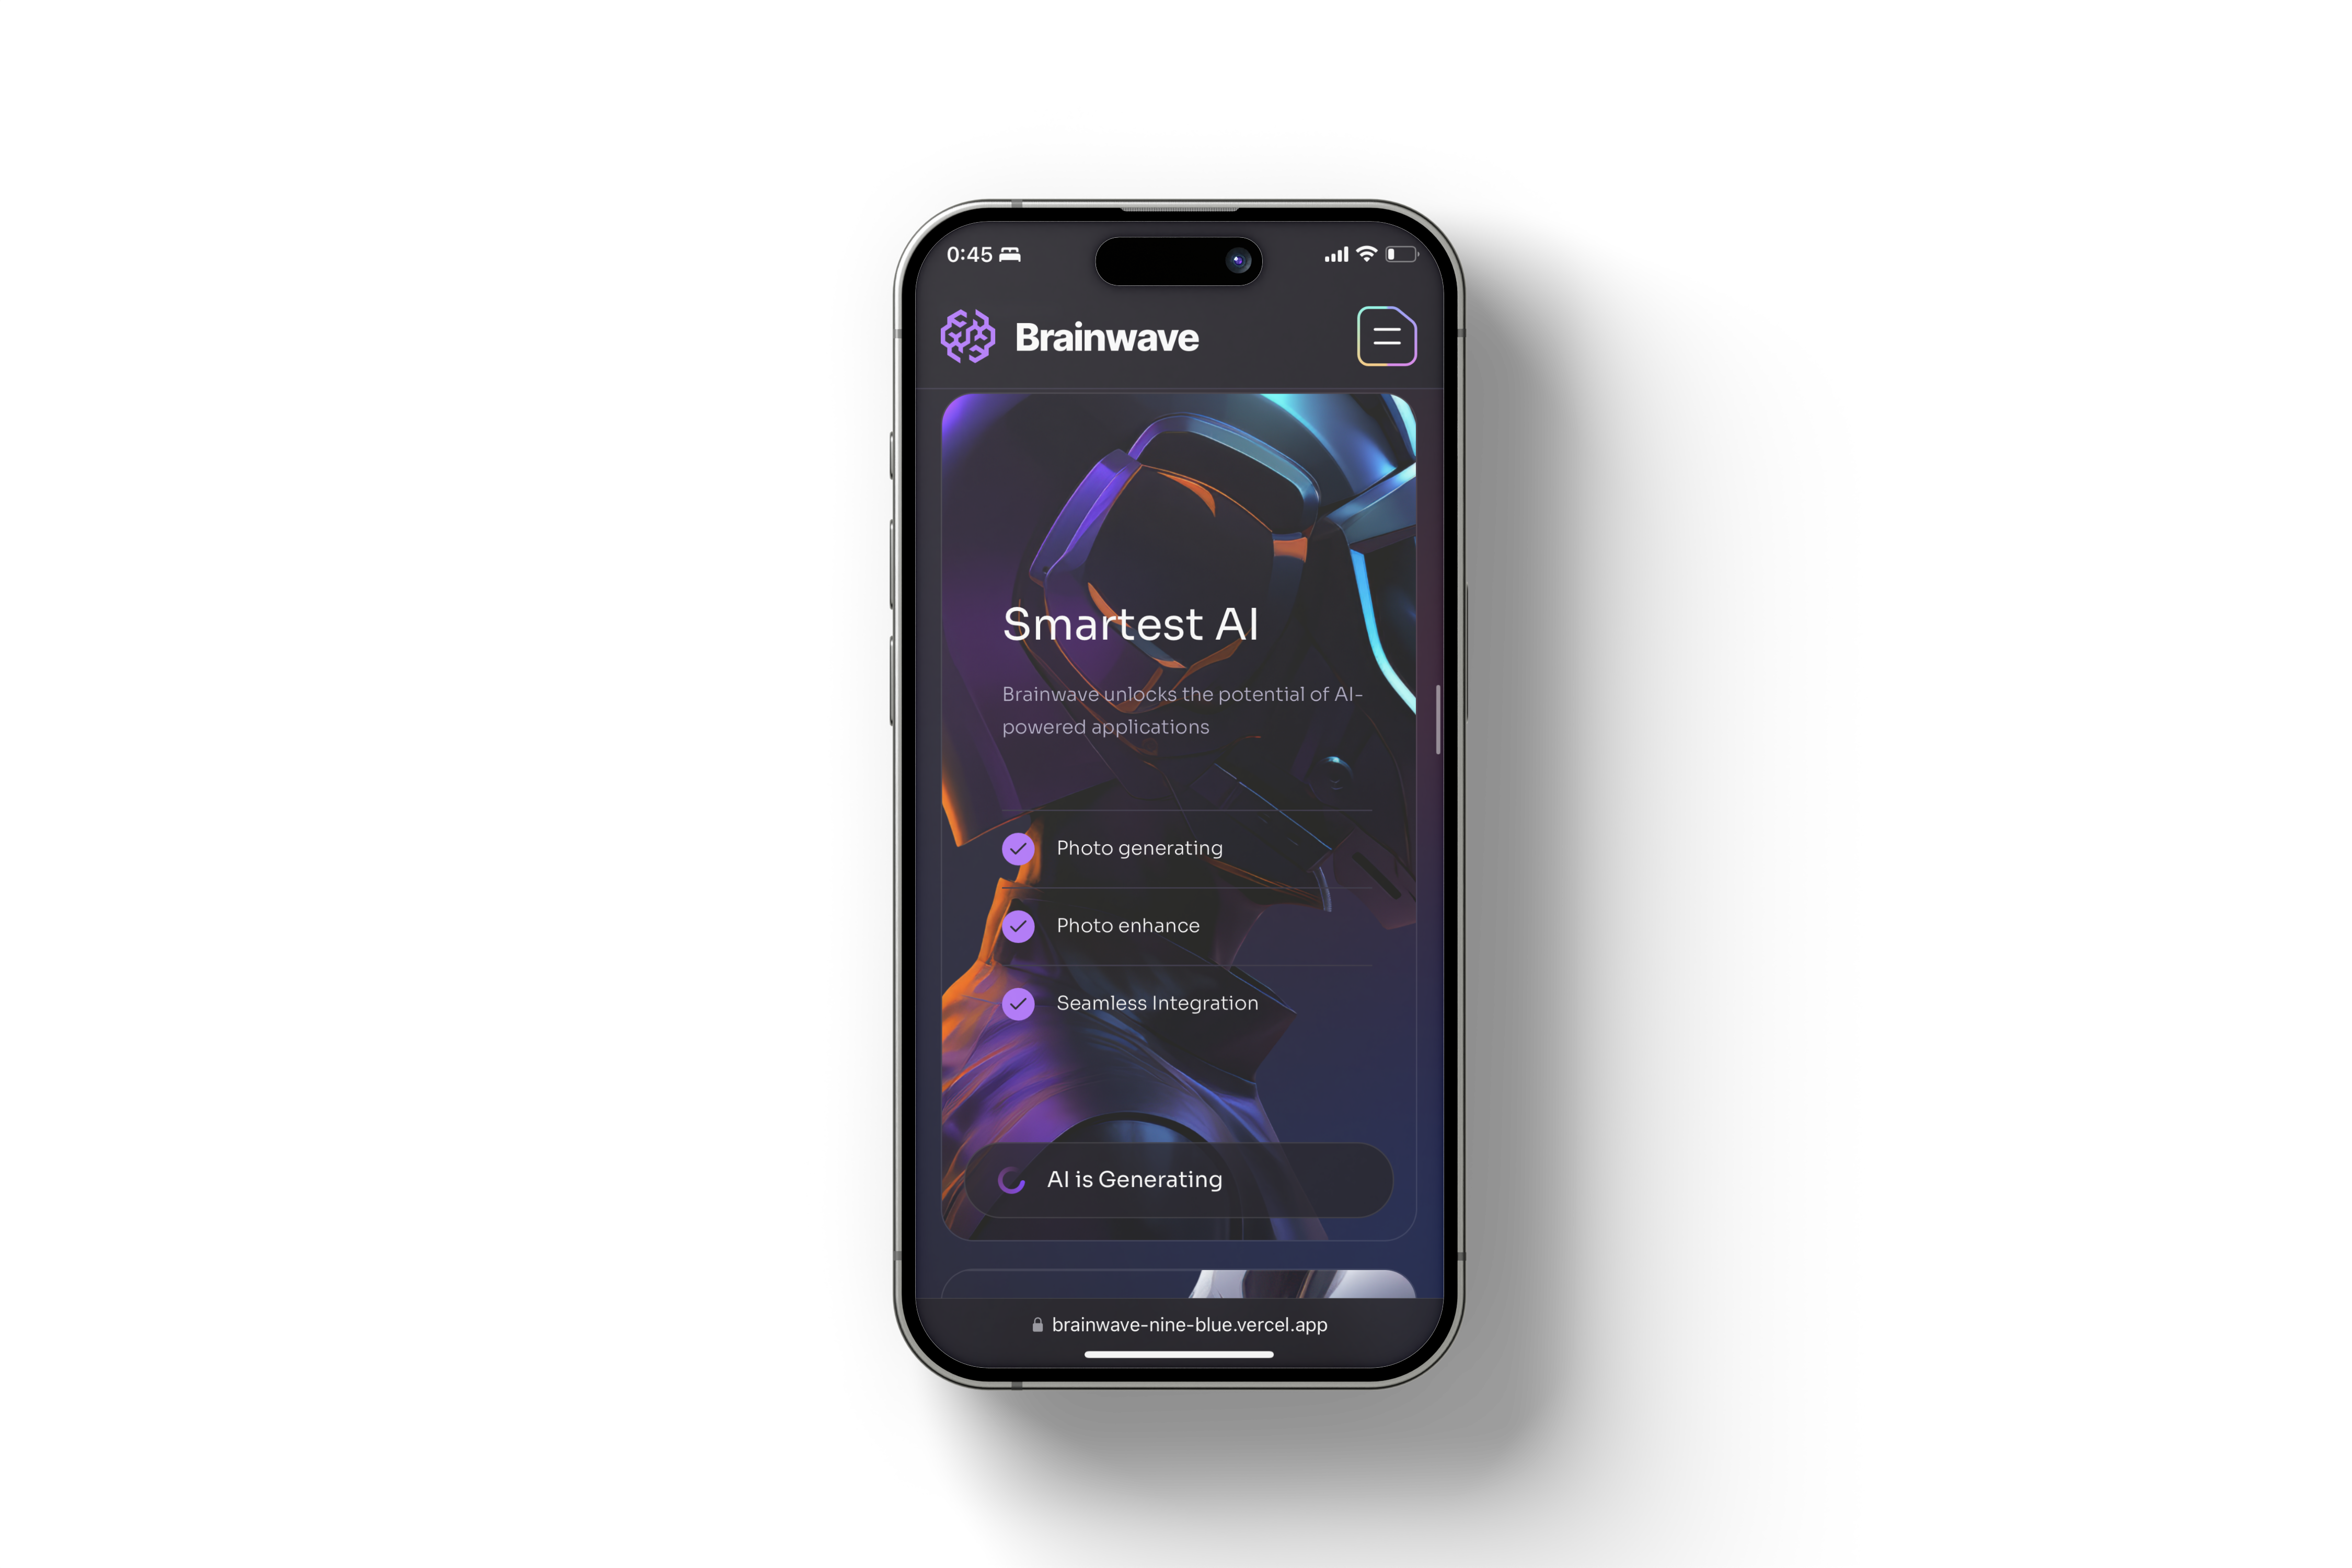 0:45
Brainwave
Smartest AI
Brainwave unlocks the potential of AI-
powered applications
Photo generating
Photo enhance
Seamless Integration
AI is Generating
brainwave-nine-blue.vercel.app